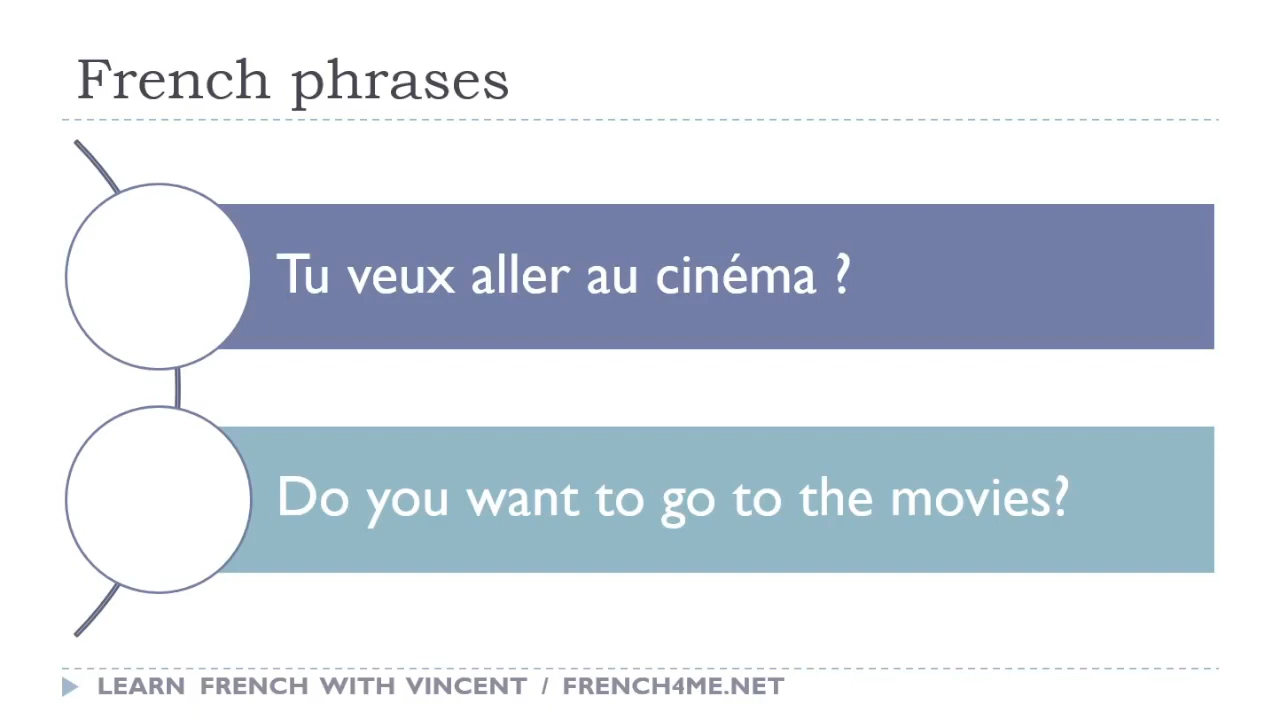 French phrases
Tu veux aller au cinéma ?
Do you want to go to the movies?
LEARN FRENCH WITH VINCENT / FRENCH4ME.NET